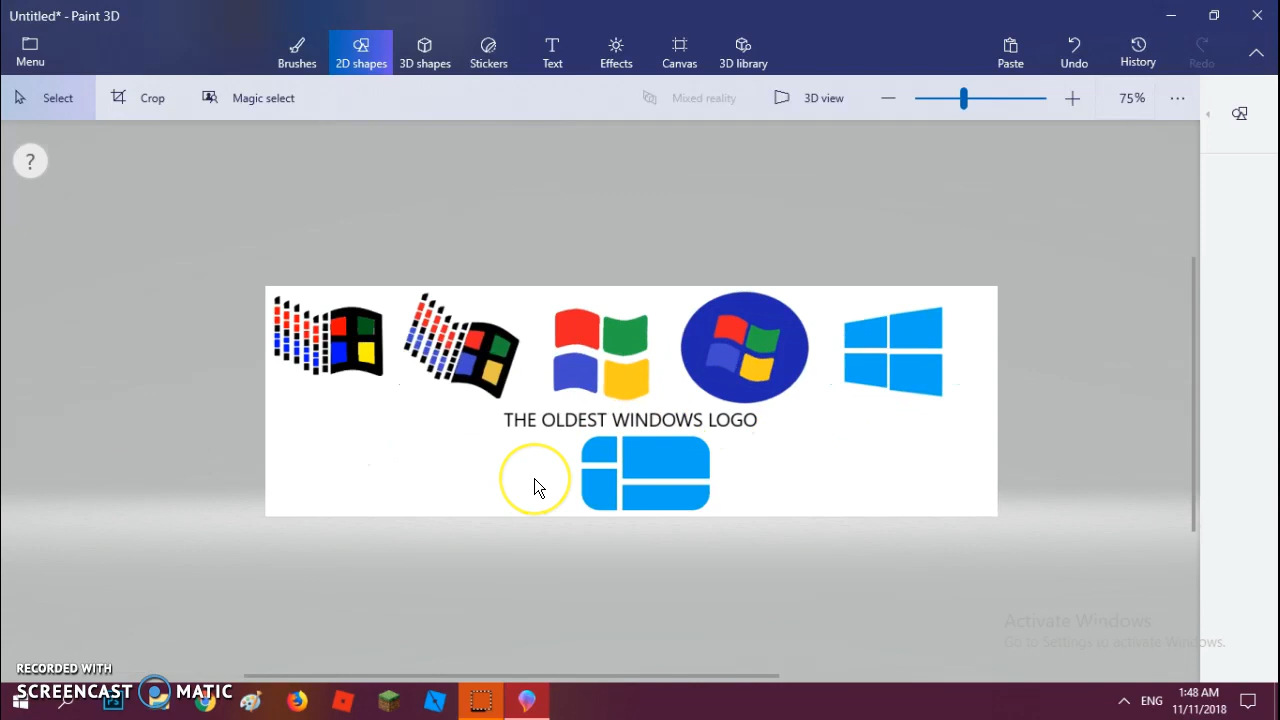 Untitled* - Paint 3D
Menu
Brushes
2D shapes
3D shapes
Stickers
Text
Effects
Canvas
3D library
Paste
Undo
History
Redo
Select
Crop
Magic select
Mixed reality
3D view
75%
?
THE OLDEST WINDOWS LOGO
Activate Windows
Go to Settings to activate Windows.
RECORDED WITH
SCREENCAST MATIC
PS
ENG
1:48 AM
11/11/2018